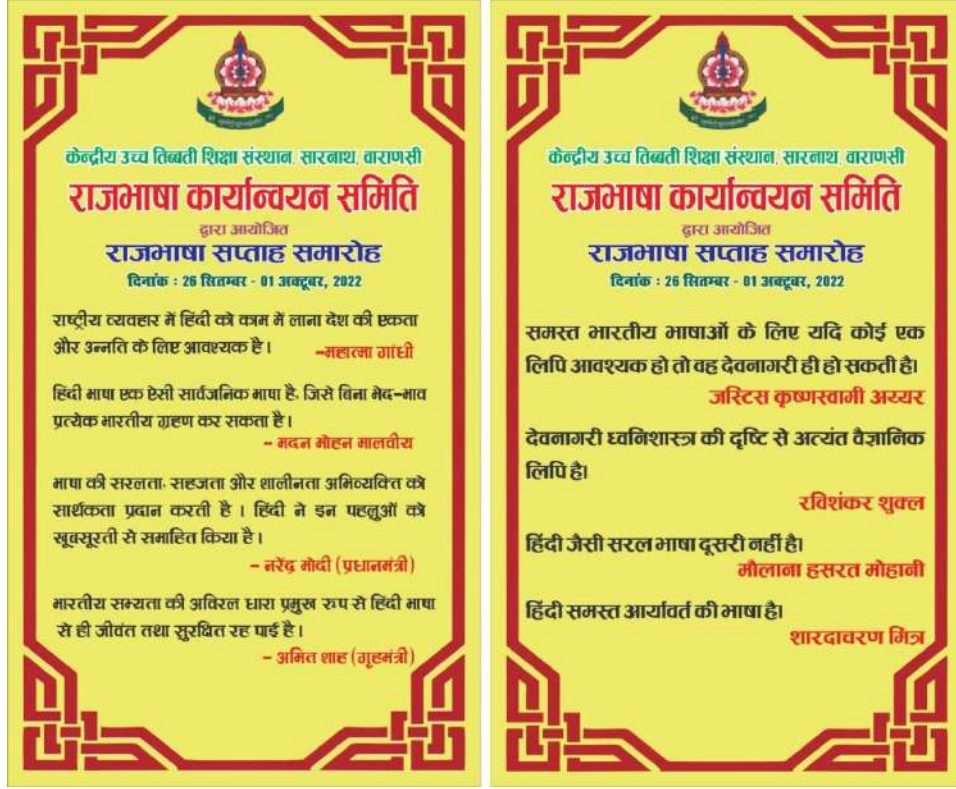 केन्द्रीय उच्च तिब्बती शिक्षा संस्थान, सारनाथ, वाराणसी
राजभाषा कार्यान्वयन समिति
द्वारा आयोजित
राजभाषा सप्ताह समारोह
दिनांक : 26 सितम्बर - 01 अक्टूबर, 2022
राष्ट्रीय व्यवहार में हिंदी को काम में लाना देश की एकता
और उन्नति के लिए आवश्यक है ।
–महात्मा गांधी
हिंदी भाषा एक ऐसी सार्वजनिक भाषा है, जिसे बिना भेद-भाव
प्रत्येक भारतीय ग्रहण कर सकता है ।
- मदन मोहन मालवीय
भाषा की सरलता, सहजता और शालीनता अभिव्यक्ति को
सार्थकता प्रदान करती है । हिंदी ने इन पहलुओं को
खूबसूरती से समाहित किया है ।
- नरेंद्र मोदी (प्रधानमंत्री)
भारतीय सभ्यता की अविरल धारा प्रमुख रुप से हिंदी भाषा
से ही जीवंत तथा सुरक्षित रह पाई है ।
- अमित शाह (गृहमंत्री)
केन्द्रीय उच्च तिब्बती शिक्षा संस्थान, सारनाथ, वाराणसी
राजभाषा कार्यान्वयन समिति
द्वारा आयोजित
राजभाषा सप्ताह समारोह
दिनांक : 26 सितम्बर - 01 अक्टूबर, 2022
समस्त भारतीय भाषाओं के लिए यदि कोई एक
लिपि आवश्यक हो तो वह देवनागरी ही हो सकती है।
जस्टिस कृष्णस्वामी अय्यर
देवनागरी ध्वनिशास्त्र की दृष्टि से अत्यंत वैज्ञानिक
लिपि है।
रविशंकर शुक्ल
हिंदी जैसी सरल भाषा दूसरी नहीं है।
मौलाना हसरत मोहानी
हिंदी समस्त आर्यावर्त की भाषा है।
शारदाचरण मित्र